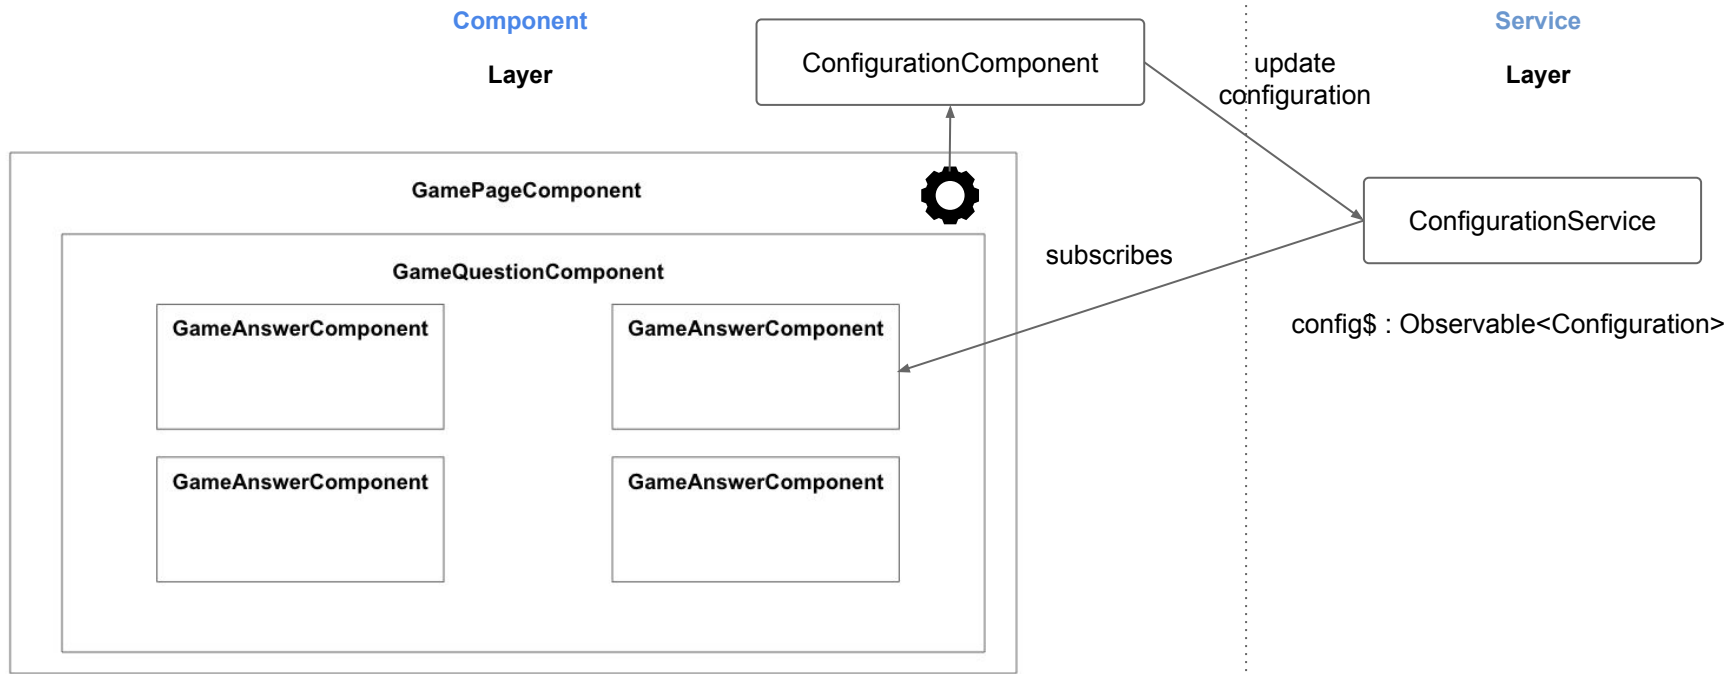 Component
Layer
ConfigurationComponent
update
configuration
Service
Layer
GamePageComponent
ConfigurationService
subscribes
GameQuestionComponent
config$ : Observable<Configuration>
GameAnswerComponent
GameAnswerComponent
GameAnswerComponent
GameAnswerComponent